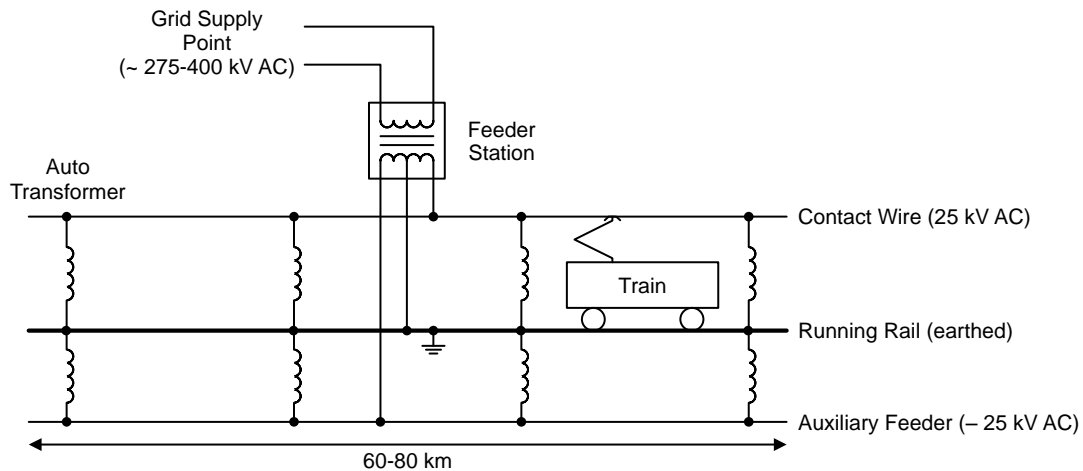 Grid Supply
Point
(~ 275-400 kV AC)
Feeder
Station
Auto
Transformer
Contact Wire (25 kV AC)
Train
Running Rail (earthed)
Auxiliary Feeder (– 25 kV AC)
60-80 km